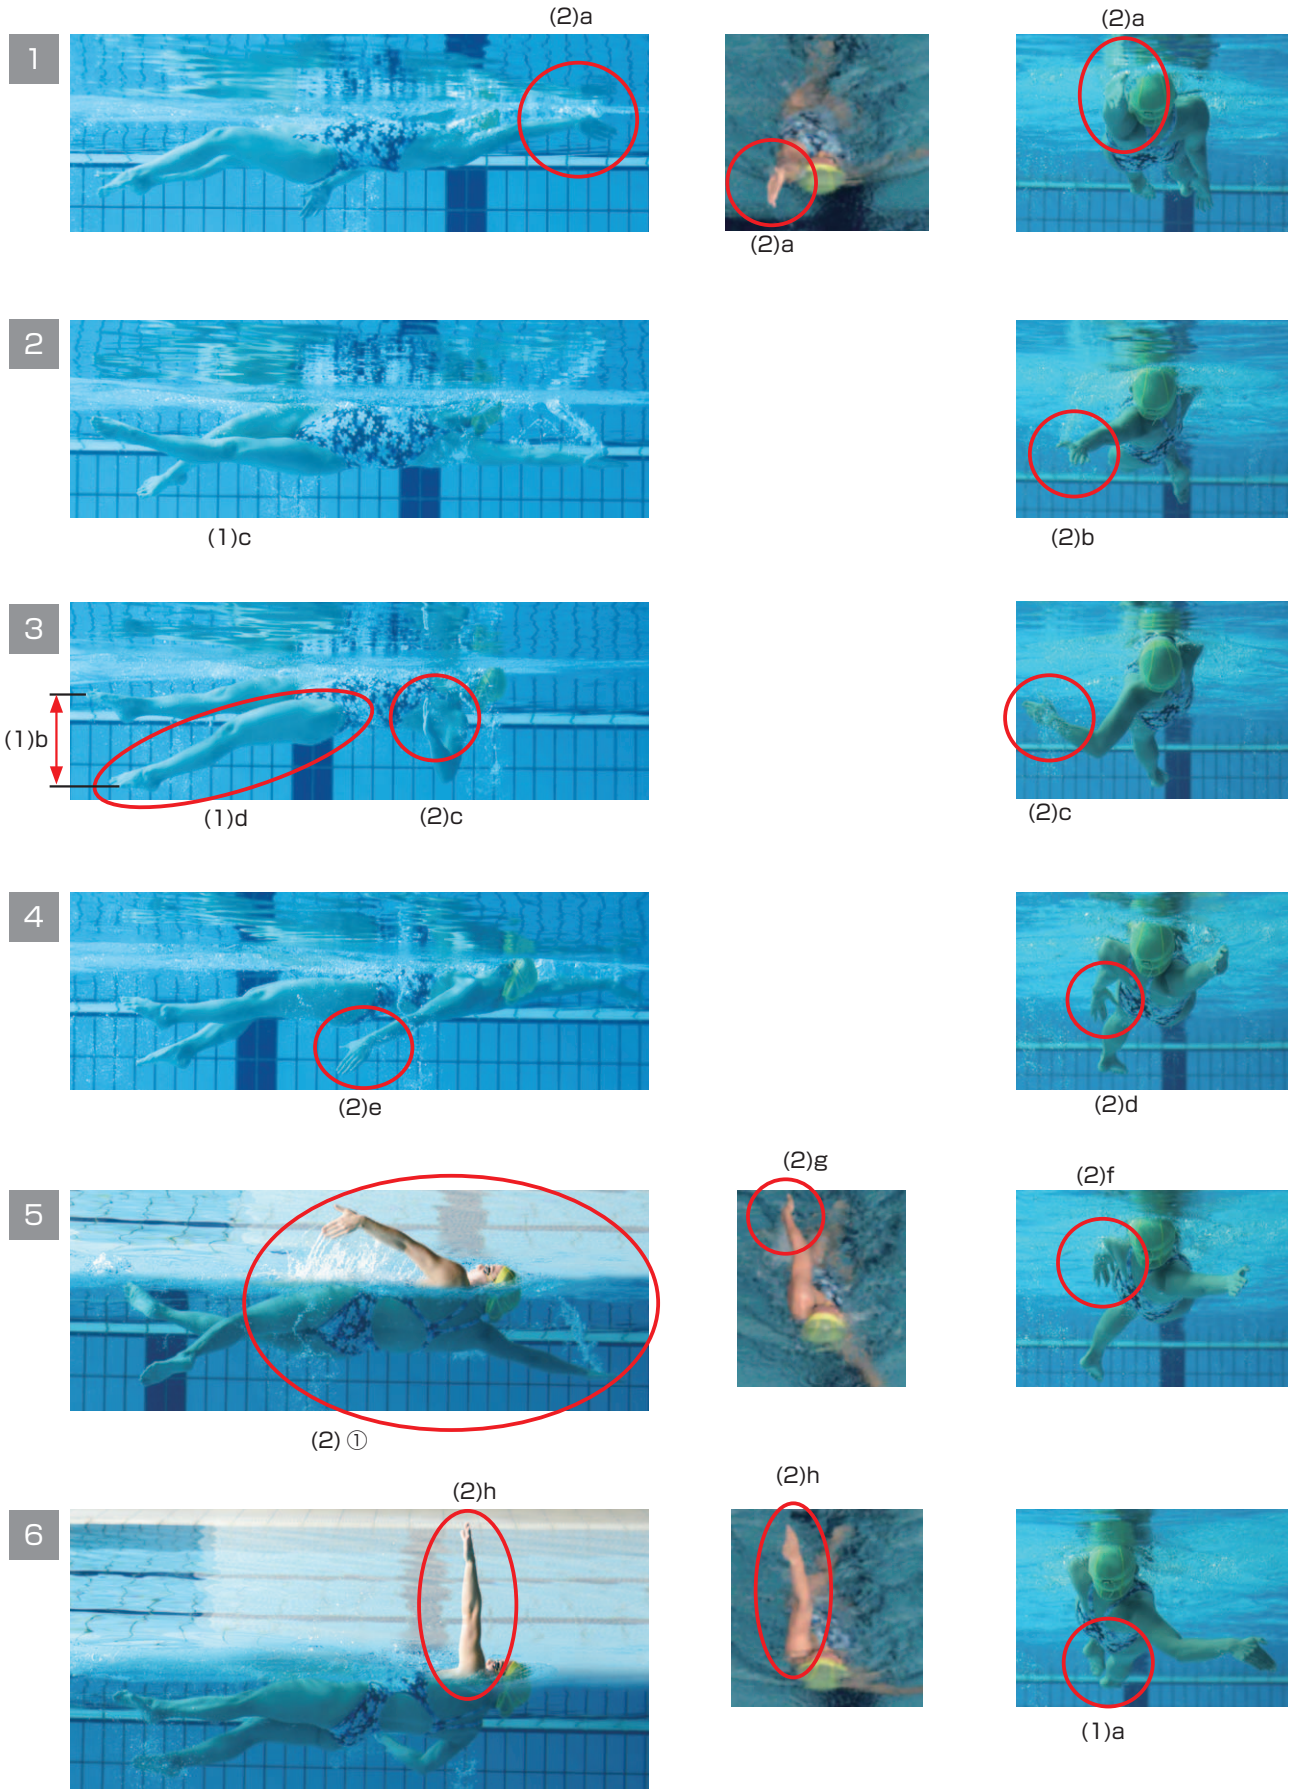 (2)a
(2)a
1
(2)a
2
(1)c
(2)b
3
(1)b
(1)d
(2)c
(2)c
4
(2)e
(2)d
(2)g
(2)f
5
(2) ①
(2)h
(2)h
6
(1)a